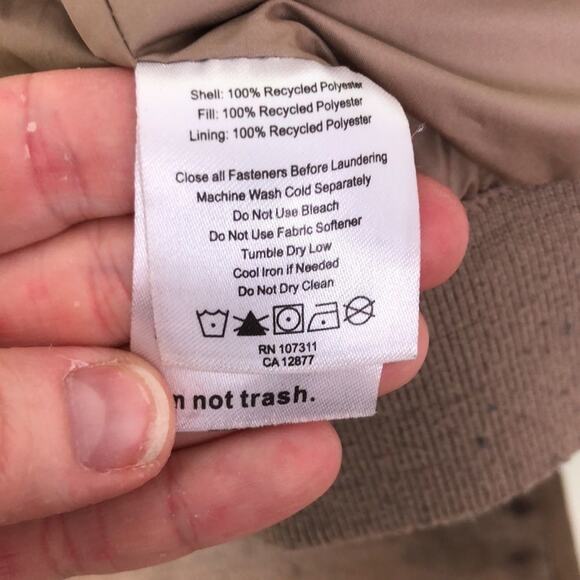 Shell: 100% Recycled Polyester
Fill: 100% Recycled Polyester
Lining: 100% Recycled Polyester
Close all Fasteners Before Laundering
Machine Wash Cold Separately
Do Not Use Bleach
Do Not Use Fabric Softener
Tumble Dry Low
Cool Iron if Needed
Do Not Dry Clean
RN 107311
CA 12877
not trash.